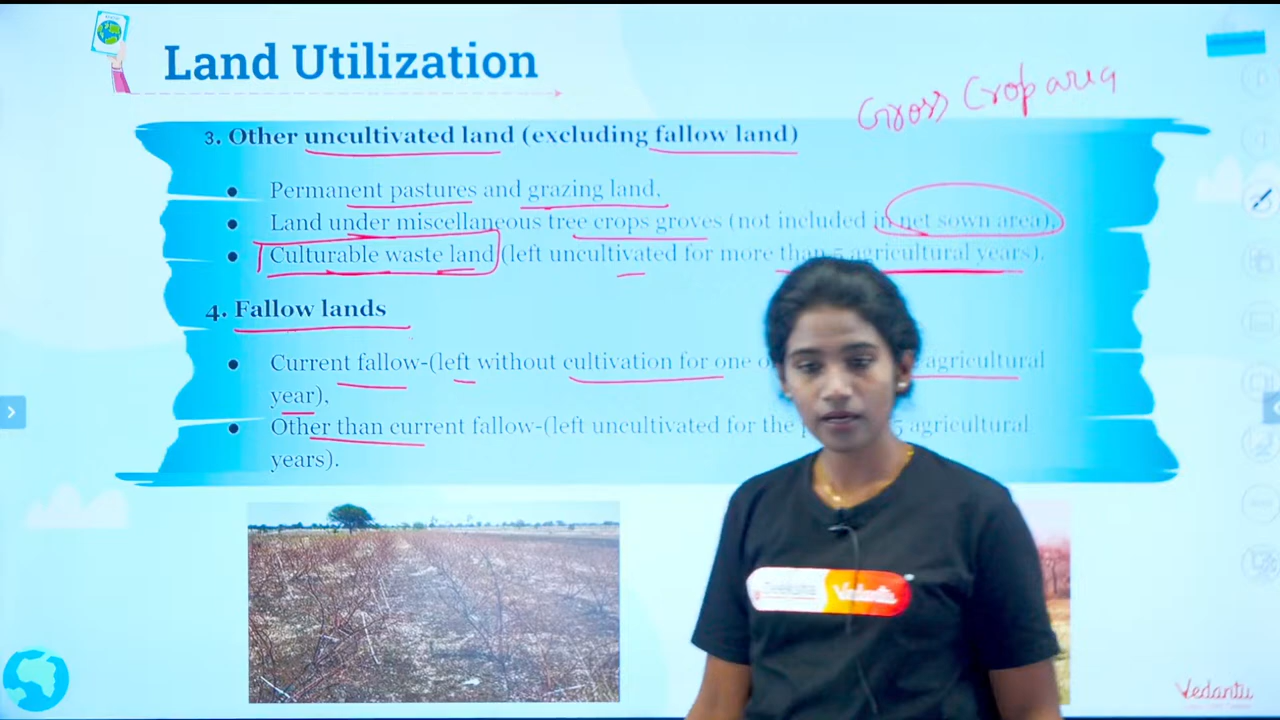 Land Utilization
Gross Crop area
3. Other uncultivated land (excluding fallow land)
● Permanent pastures and grazing land,
● Land under miscellaneous tree crops groves (not included in net sown area),
● Culturable waste land (left uncultivated for more than 5 agricultural years).
4. Fallow lands
● Current fallow-(left without cultivation for one o agricultural
year),
● Other than current fallow-(left uncultivated for the p 5 agricultural
years).
Vedantu
Vedantu